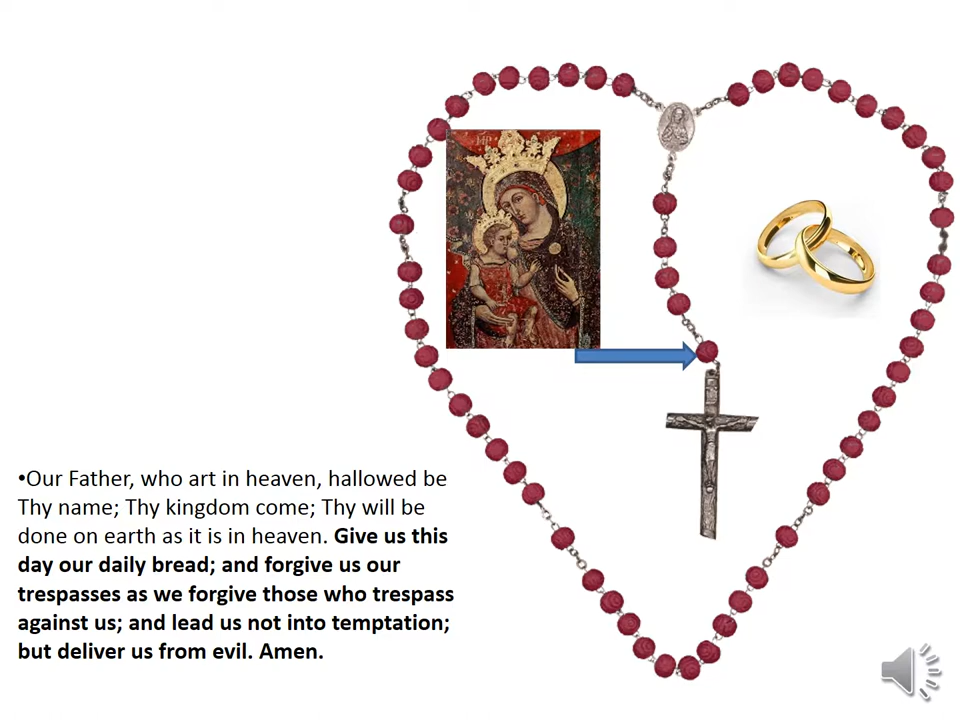 •Our Father, who art in heaven, hallowed be
Thy name; Thy kingdom come; Thy will be
done on earth as it is in heaven. Give us this
day our daily bread; and forgive us our
trespasses as we forgive those who trespass
against us; and lead us not into temptation;
but deliver us from evil. Amen.